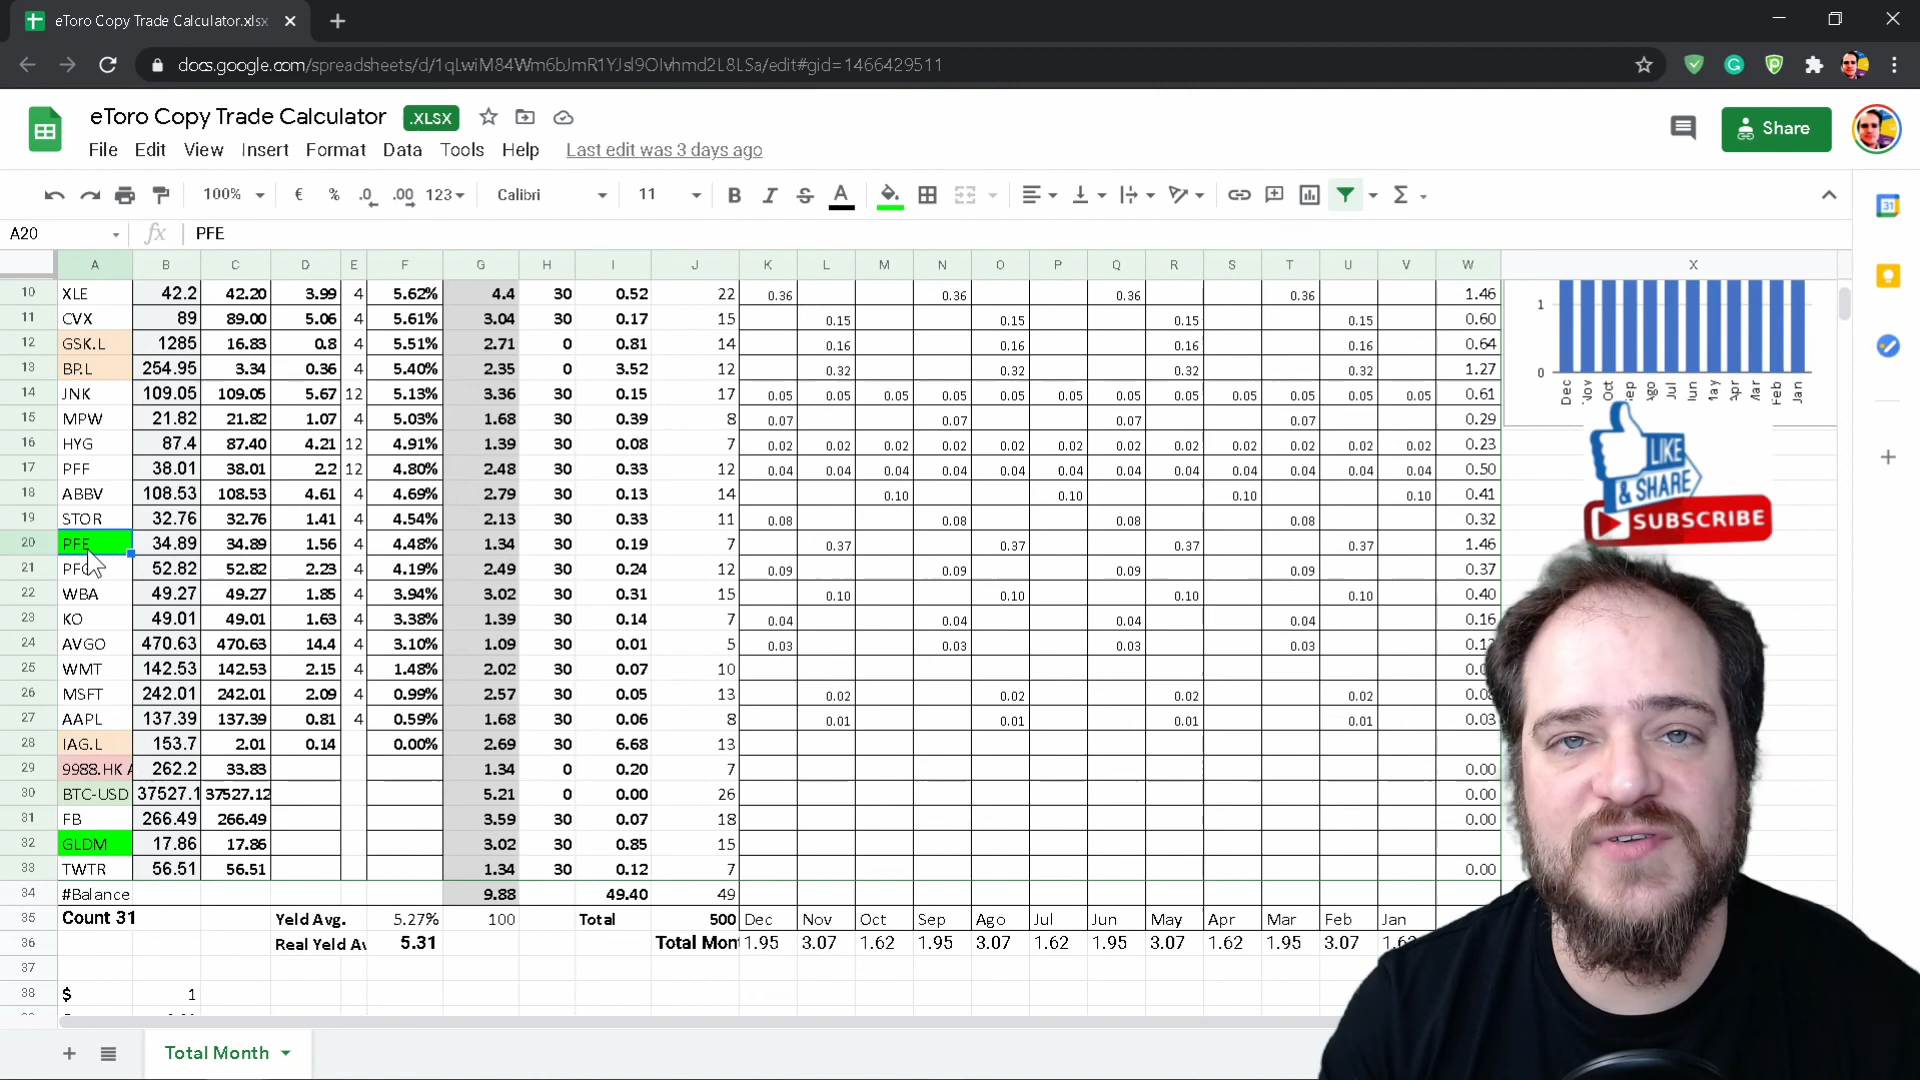 eToro Copy Trade Calculator.xlsx
docs.google.com/spreadsheets/d/1qLwiM84Wm6bJmR1YJsl9OIvhmd2L8LSa/edit#gid=1466429511
eToro Copy Trade Calculator .XLSX
Share
File Edit View Insert Format Data Tools Help Last edit was 3 days ago
100% € % .0 .00 123 Calibri 11 B I S A Σ
A20 fx PFE
A B C D E F G H I J K L M N O P Q R S T U V W X
10 XLE 42.2 42.20 3.99 4 5.62% 4.4 30 0.52 22 0.36 0.36 0.36 0.36 1.46
11 CVX 89 89.00 5.06 4 5.61% 3.04 30 0.17 15 0.15 0.15 0.15 0.15 0.60
12 GSK.L 1285 16.83 0.8 4 5.51% 2.71 0 0.81 14 0.16 0.16 0.16 0.16 0.64
13 BP.L 254.95 3.34 0.36 4 5.40% 2.35 0 3.52 12 0.32 0.32 0.32 0.32 1.27
14 JNK 109.05 109.05 5.67 12 5.13% 3.36 30 0.15 17 0.05 0.05 0.05 0.05 0.05 0.05 0.05 0.05 0.05 0.05 0.05 0.05 0.61
15 MPW 21.82 21.82 1.07 4 5.03% 1.68 30 0.39 8 0.07 0.07 0.07 0.07 0.29
16 HYG 87.4 87.40 4.21 12 4.91% 1.39 30 0.08 7 0.02 0.02 0.02 0.02 0.02 0.02 0.02 0.02 0.02 0.02 0.02 0.02 0.23
17 PFF 38.01 38.01 2.2 12 4.80% 2.48 30 0.33 12 0.04 0.04 0.04 0.04 0.04 0.04 0.04 0.04 0.04 0.04 0.04 0.04 0.50
18 ABBV 108.53 108.53 4.61 4 4.69% 2.79 30 0.13 14 0.10 0.10 0.10 0.10 0.41
19 STOR 32.76 32.76 1.41 4 4.54% 2.13 30 0.33 11 0.08 0.08 0.08 0.08 0.32
20 PFE 34.89 34.89 1.56 4 4.48% 1.34 30 0.19 7 0.37 0.37 0.37 0.37 1.46
21 52.82 52.82 2.23 4 4.19% 2.49 30 0.24 12 0.09 0.09 0.09 0.09 0.37
22 WBA 49.27 49.27 1.85 4 3.94% 3.02 30 0.31 15 0.10 0.10 0.10 0.10 0.40
23 KO 49.01 49.01 1.63 4 3.38% 1.39 30 0.14 7 0.04 0.04 0.04 0.04 0.16
24 AVGO 470.63 470.63 14.4 4 3.10% 1.09 30 0.01 5 0.03 0.03 0.03 0.03
25 WMT 142.53 142.53 2.15 4 1.48% 2.02 30 0.07 10
26 MSFT 242.01 242.01 2.09 4 0.99% 2.57 30 0.05 13 0.02 0.02 0.02 0.02
27 AAPL 137.39 137.39 0.81 4 0.59% 1.68 30 0.06 8 0.01 0.01 0.01 0.01 0.03
28 IAG.L 153.7 2.01 0.14 0.00% 2.69 30 6.68 13
29 9988.HK 262.2 33.83 1.34 0 0.20 7 0.00
30 BTC-USD 37527.1 37527.12 5.21 0 0.00 26 0.00
31 FB 266.49 266.49 3.59 30 0.07 18 0.00
32 GLDM 17.86 17.86 3.02 30 0.85 15
33 TWTR 56.51 56.51 1.34 30 0.12 7 0.00
34 #Balance 9.88 49.40 49
35 Count 31 Yeld Avg. 5.27% 100 Total 500 Dec Nov Oct Sep Ago Jul Jun May Apr Mar Feb Jan
36 Real Yeld Av 5.31 Total Mont 1.95 3.07 1.62 1.95 3.07 1.62 1.95 3.07 1.62 1.95 3.07
37
38 $ 1
1
0
Dec Nov Oct Sep Ago Jul Jun May Apr Mar Feb Jan
LIKE
& SHARE
SUBSCRIBE
31
Total Month